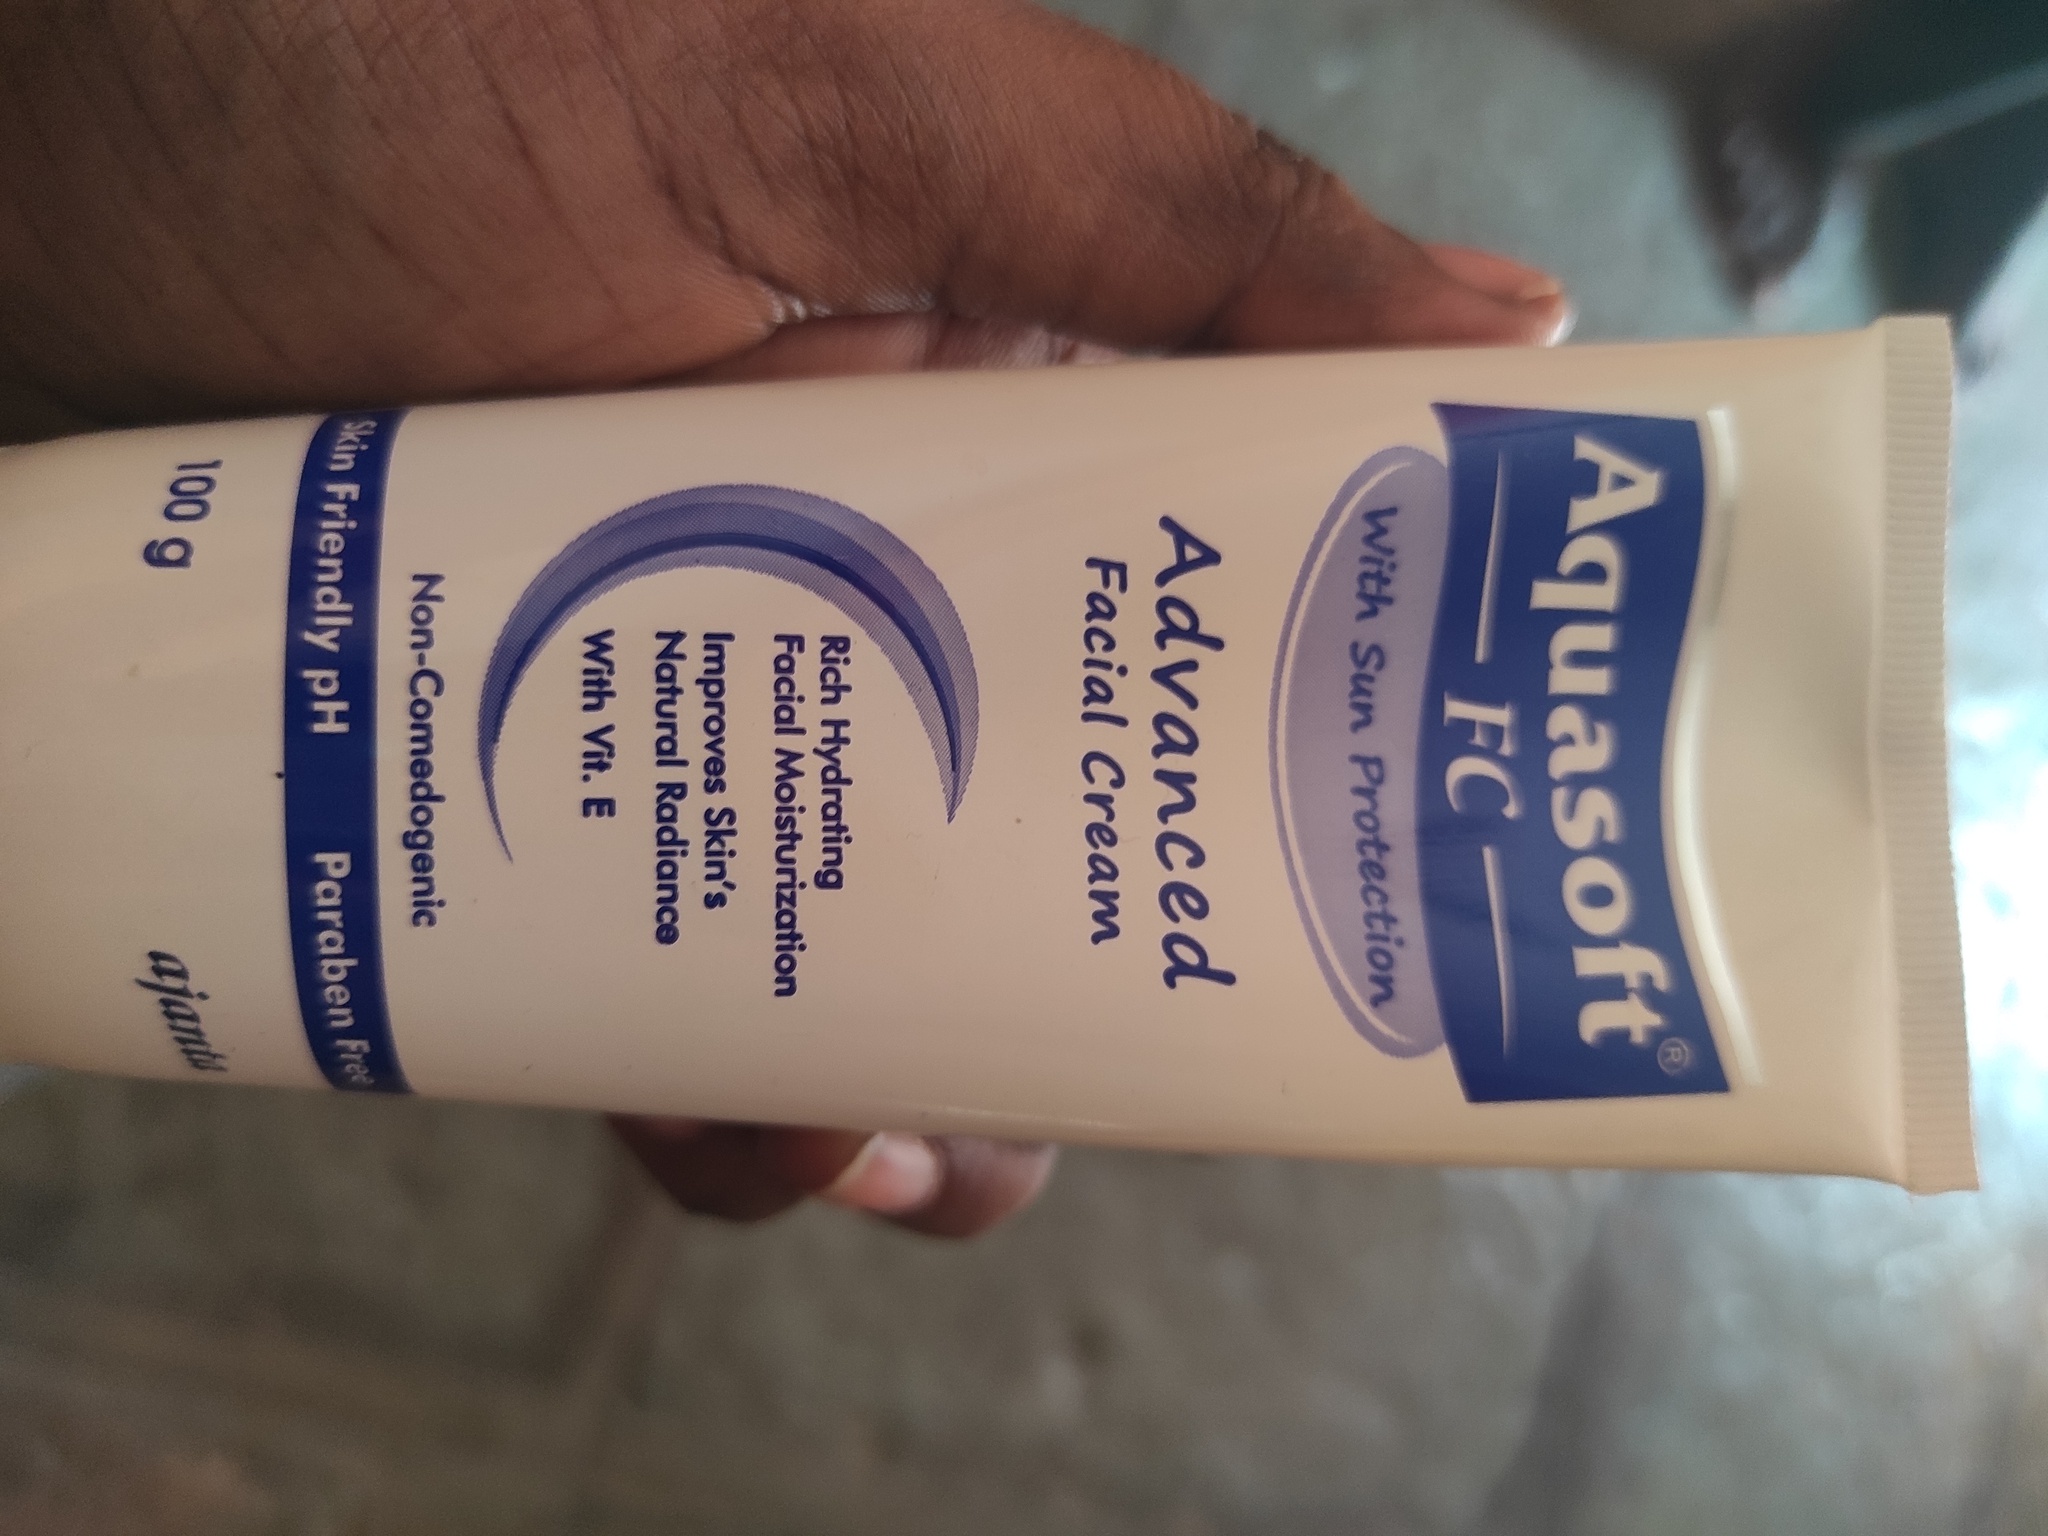 Aquasoft®
FC
With Sun Protection
Advanced
Facial Cream
Rich Hydrating
Facial Moisturization
Improves Skin's
Natural Radiance
With Vit. E
Non-Comedogenic
Skin Friendly pH Paraben Free
100 g ajanta